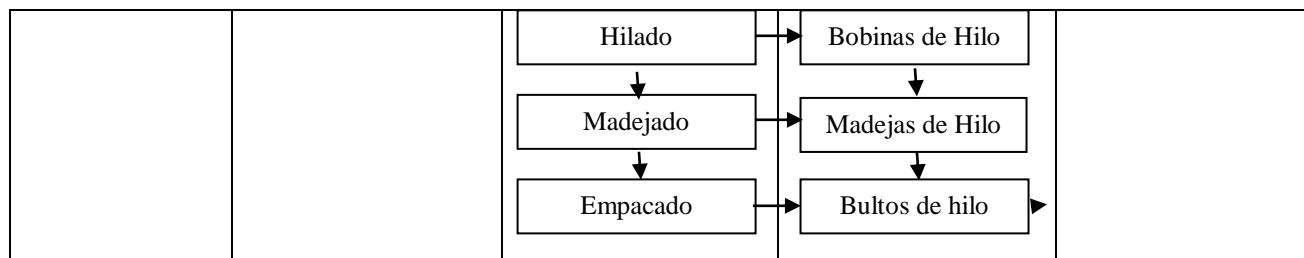 Hilado
Bobinas de Hilo
Madejado
Madejas de Hilo
Empacado
Bultos de hilo